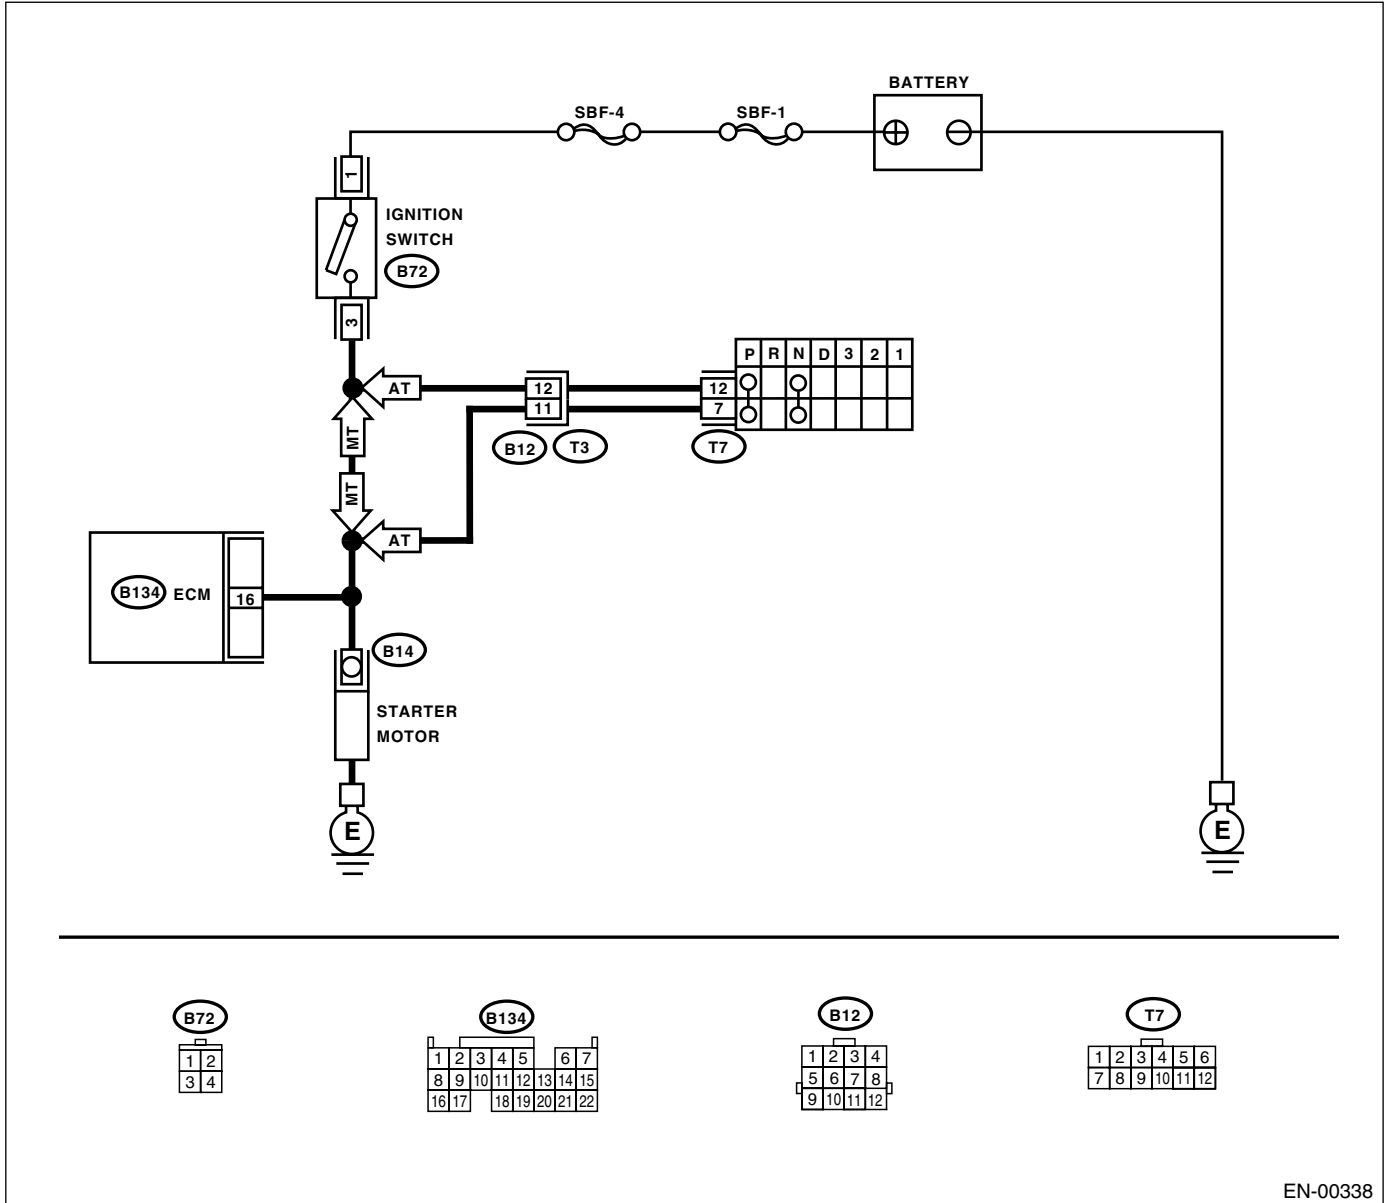 BATTERY
SBF-4
SBF-1
1
IGNITION
SWITCH
B72
3
P R N D 3 2 1
AT
12
12
11
7
MT
B12
T3
T7
MT
AT
B134
ECM
16
B14
STARTER
MOTOR
E
E
B72
B134
B12
T7
1 2
3 4
1 2 3 4 5 6 7
8 9 10 11 12 13 14 15
16 17 18 19 20 21 22
1 2 3 4
5 6 7 8
9 10 11 12
1 2 3 4 5 6
7 8 9 10 11 12
EN-00338